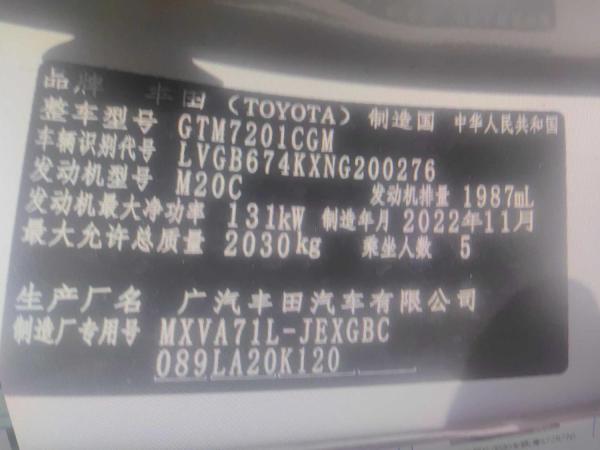 品牌 丰田 (TOYOTA) 制造国 中华人民共和国
整车型号 GTM7201CGM
车辆识别代号 LVGB674KXNG200276
发动机型号 M20C 发动机排量 1987mL
发动机最大净功率 131kW 制造年月 2022年11月
最大允许总质量 2030kg 乘坐人数 5
生产厂名 广汽丰田汽车有限公司
制造厂专用号 MXVA71L-JEXGBC
089LA20K120